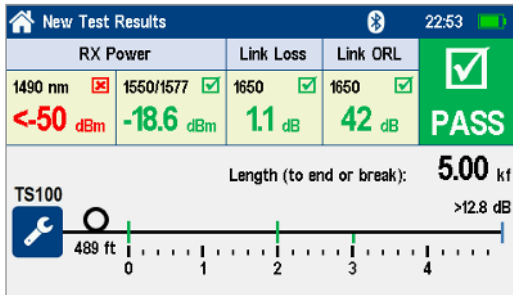 New Test Results 22:53
RX Power Link Loss Link ORL
1490 nm 1550/1577 1650 1650
<-50 dBm -18.6 dBm 1.1 dB 42 dB PASS
Length (to end or break): 5.00 kf
TS100 >12.8 dB
489 ft
0 1 2 3 4